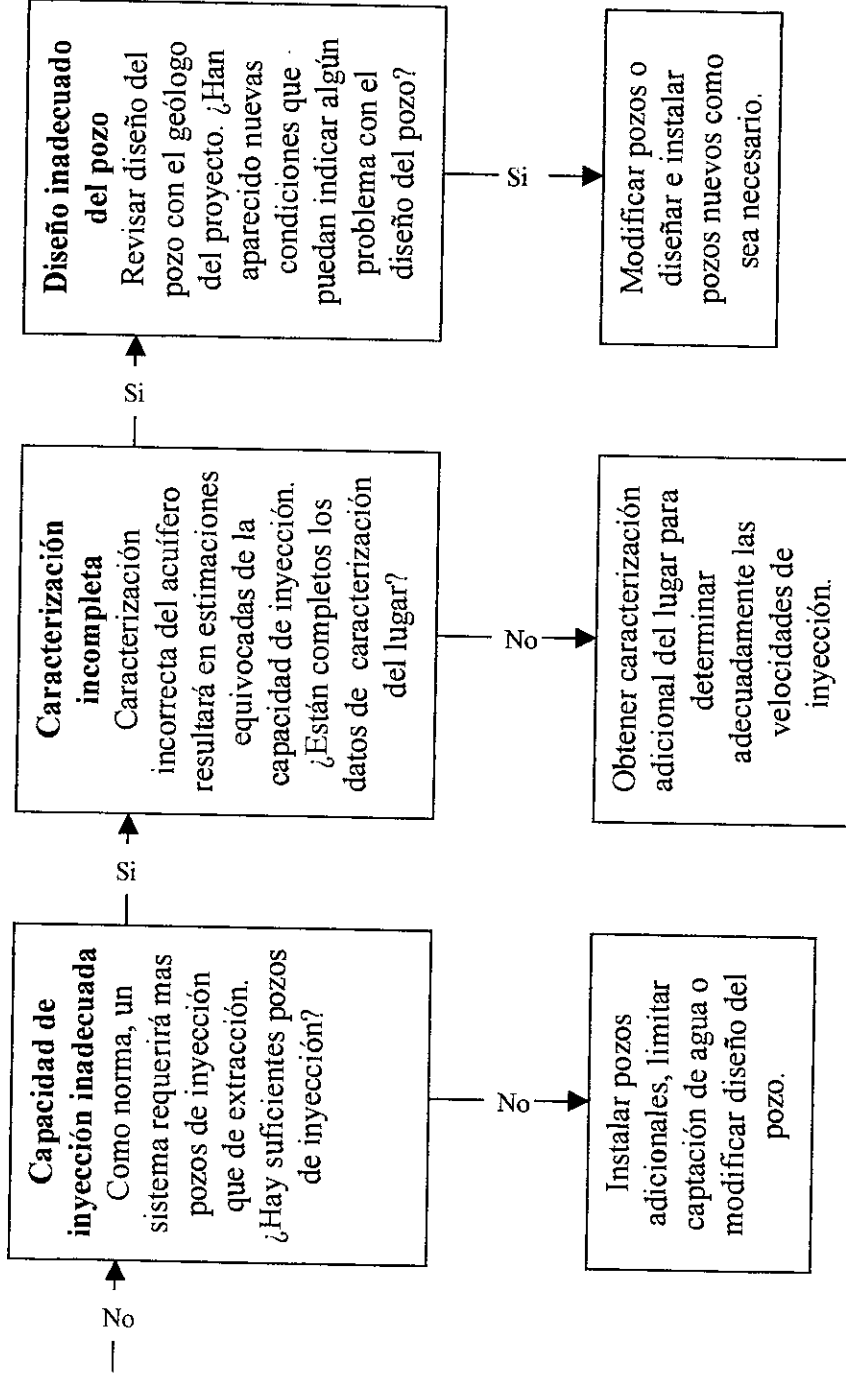 No
Capacidad de
inyección inadecuada
Como norma, un
sistema requerirá mas
pozos de inyección
que de extracción.
¿Hay suficientes pozos
de inyección?
No
Instalar pozos
adicionales, limitar
captación de agua o
modificar diseño del
pozo.
Si
Caracterización
incompleta
Caracterización
incorrecta del acuífero
resultará en estimaciones
equivocadas de la
capacidad de inyección.
¿Están completos los
datos de caracterización
del lugar?
No
Obtener caracterización
adicional del lugar para
determinar
adecuadamente las
velocidades de
inyección.
Si
Diseño inadecuado
del pozo
Revisar diseño del
pozo con el geólogo
del proyecto. ¿Han
aparecido nuevas
condiciones que
puedan indicar algún
problema con el
diseño del pozo?
Si
Modificar pozos o
diseñar e instalar
pozos nuevos como
sea necesario.